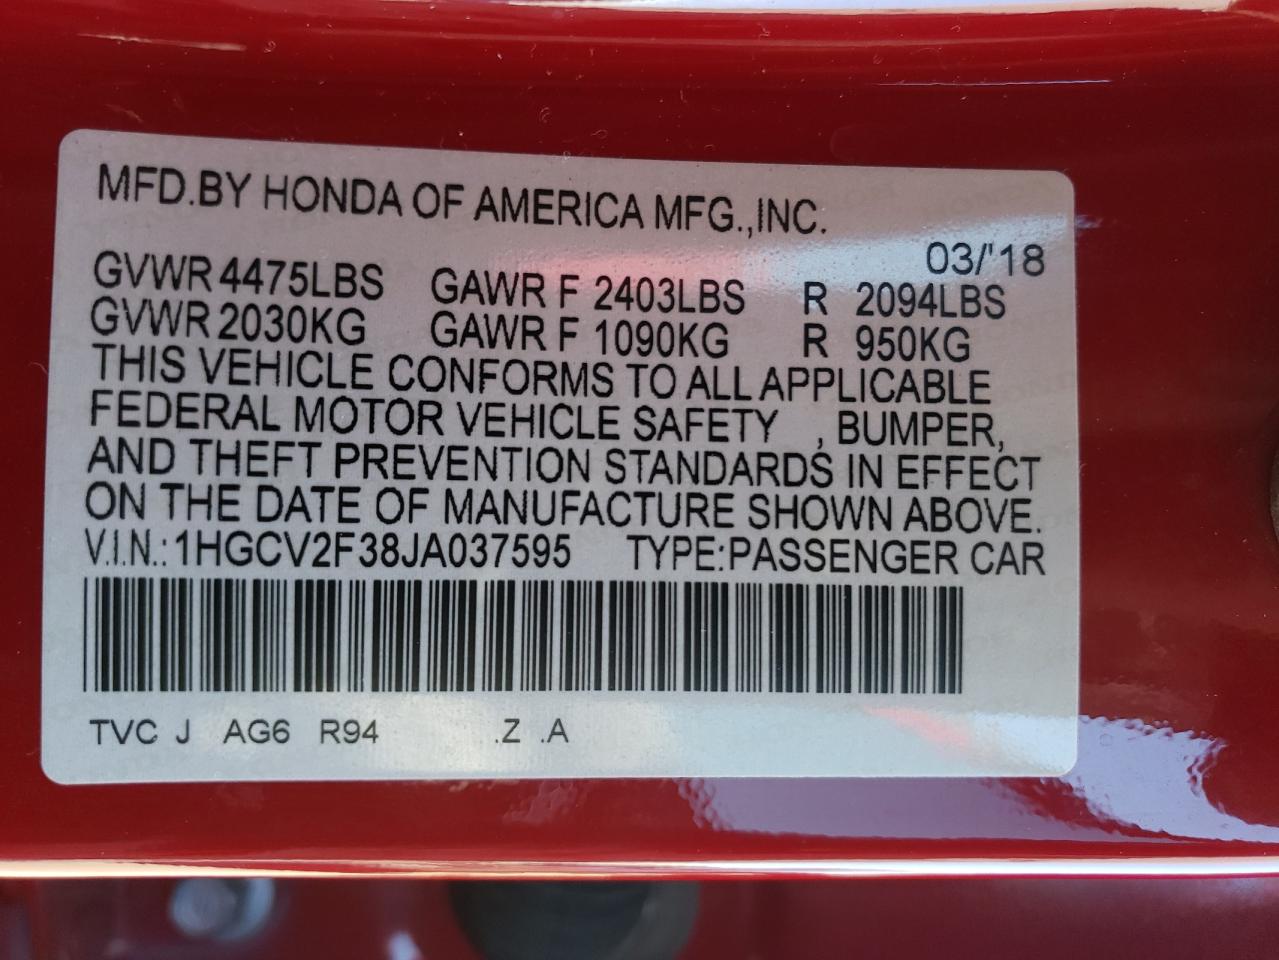 MFD.BY HONDA OF AMERICA MFG.,INC.
03/'18
GVWR 4475LBS GAWR F 2403LBS R 2094LBS
GVWR 2030KG GAWR F 1090KG R 950KG
THIS VEHICLE CONFORMS TO ALL APPLICABLE
FEDERAL MOTOR VEHICLE SAFETY , BUMPER,
AND THEFT PREVENTION STANDARDS IN EFFECT
ON THE DATE OF MANUFACTURE SHOWN ABOVE.
V.I.N.:1HGCV2F38JA037595 TYPE:PASSENGER CAR
TVC J AG6 R94 .Z .A